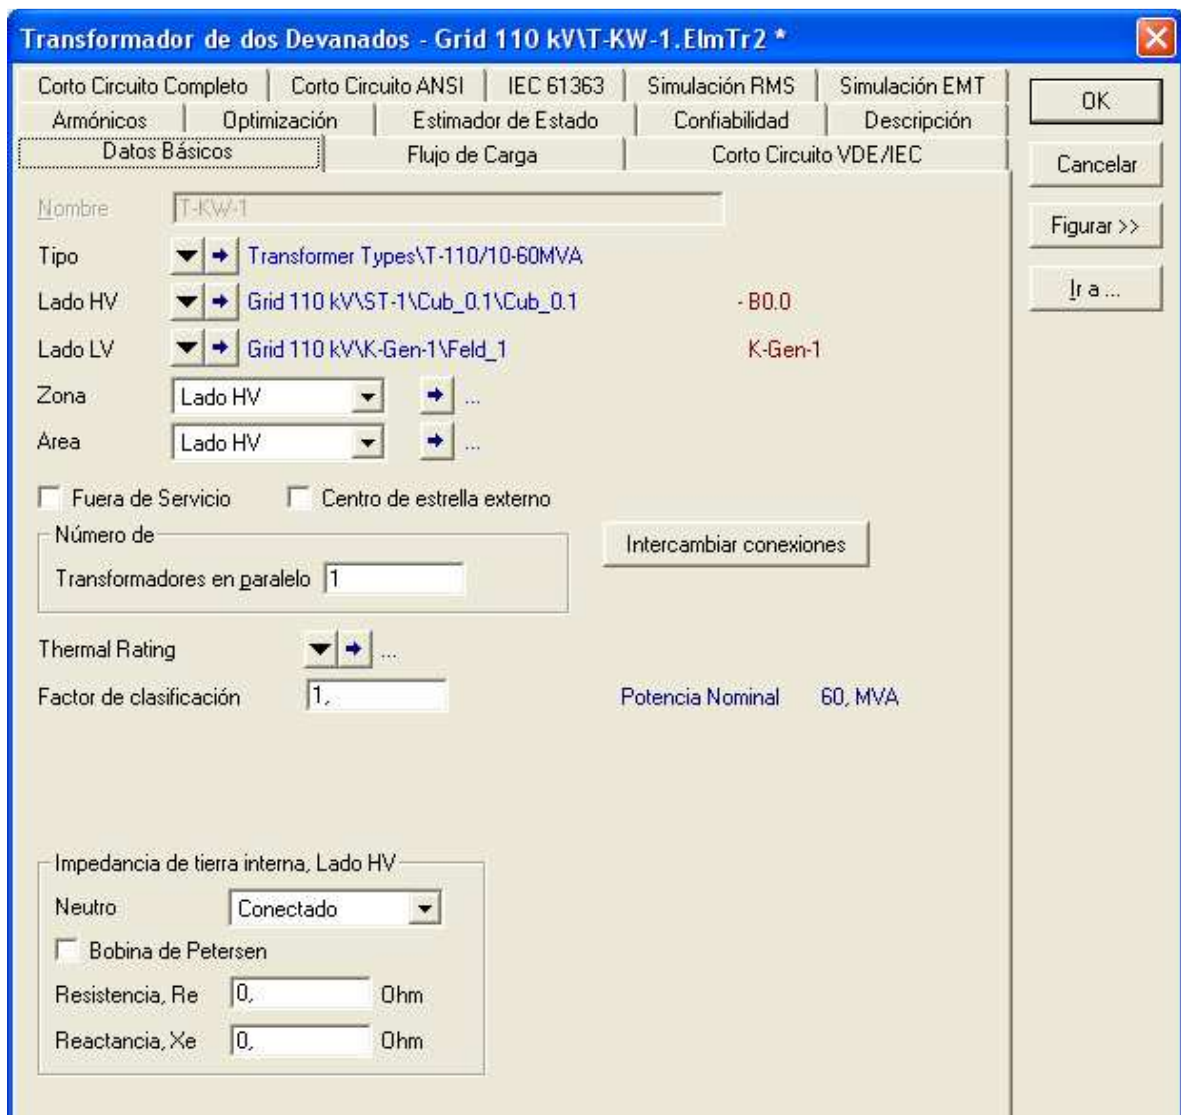 Transformador de dos Devanados - Grid 110 kV\T-KW-1.ElmTr2 *
Corto Circuito Completo Corto Circuito ANSI IEC 61363 Simulación RMS Simulación EMT
Armónicos Optimización Estimador de Estado Confiabilidad Descripción
Datos Básicos Flujo de Carga Corto Circuito VDE/IEC
OK
Cancelar
Figurar >>
Ir a ...
Nombre T-KW-1
Tipo Transformer Types\T-110/10-60MVA
Lado HV Grid 110 kV\ST-1\Cub_0.1\Cub_0.1 - B0.0
Lado LV Grid 110 kV\K-Gen-1\Feld_1 K-Gen-1
Zona Lado HV ...
Area Lado HV ...
Fuera de Servicio Centro de estrella externo
Número de
Transformadores en paralelo 1
Intercambiar conexiones
Thermal Rating ...
Factor de clasificación 1, Potencia Nominal 60, MVA
Impedancia de tierra interna, Lado HV
Neutro Conectado
Bobina de Petersen
Resistencia, Re 0, Ohm
Reactancia, Xe 0, Ohm